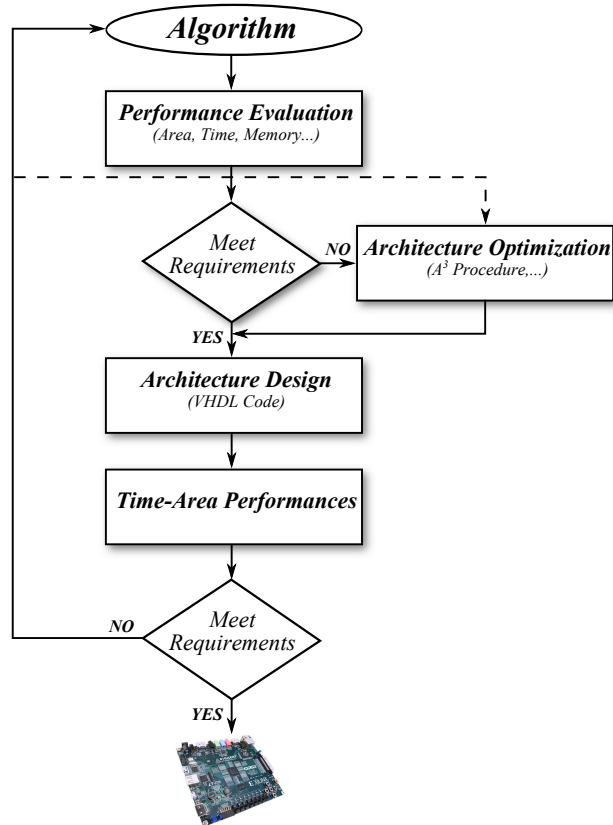 Algorithm
Performance Evaluation
(Area, Time, Memory...)
Meet
Requirements
NO
Architecture Optimization
(A³ Procedure,...)
YES
Architecture Design
(VHDL Code)
Time-Area Performances
Meet
Requirements
NO
YES